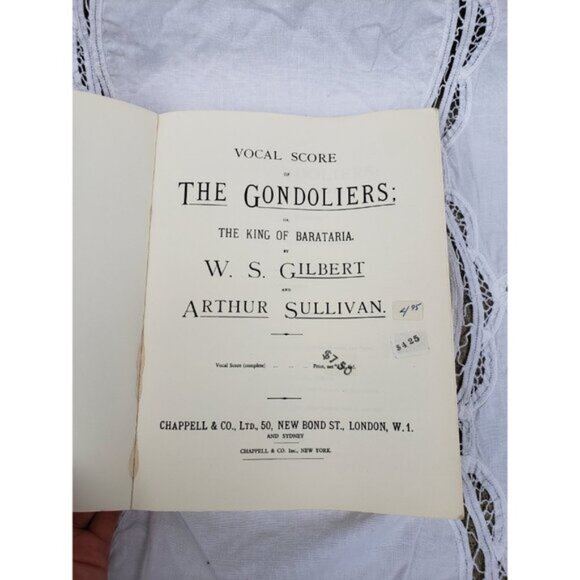 VOCAL SCORE
OF
THE GONDOLIERS;
OR,
THE KING OF BARATARIA.
BY
W. S. GILBERT
AND
ARTHUR SULLIVAN.
4 95
$4.25
$7.50
Vocal Score (complete) ... ... ... Price, net
CHAPPELL & CO., LTD., 50, NEW BOND ST., LONDON, W.1.
AND SYDNEY
CHAPPELL & CO. INC., NEW YORK.